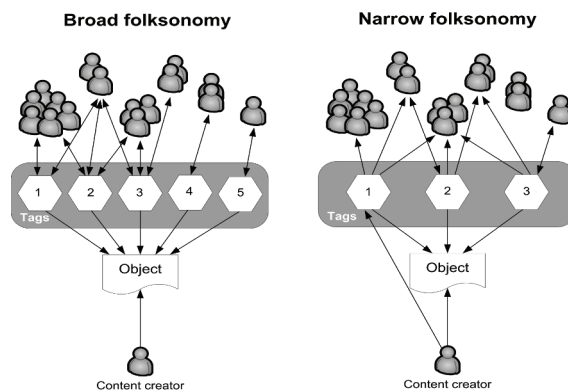 Broad folksonomy
1 2 3 4 5
Tags
Object
Content creator
Narrow folksonomy
1 2 3
Tags
Object
Content creator